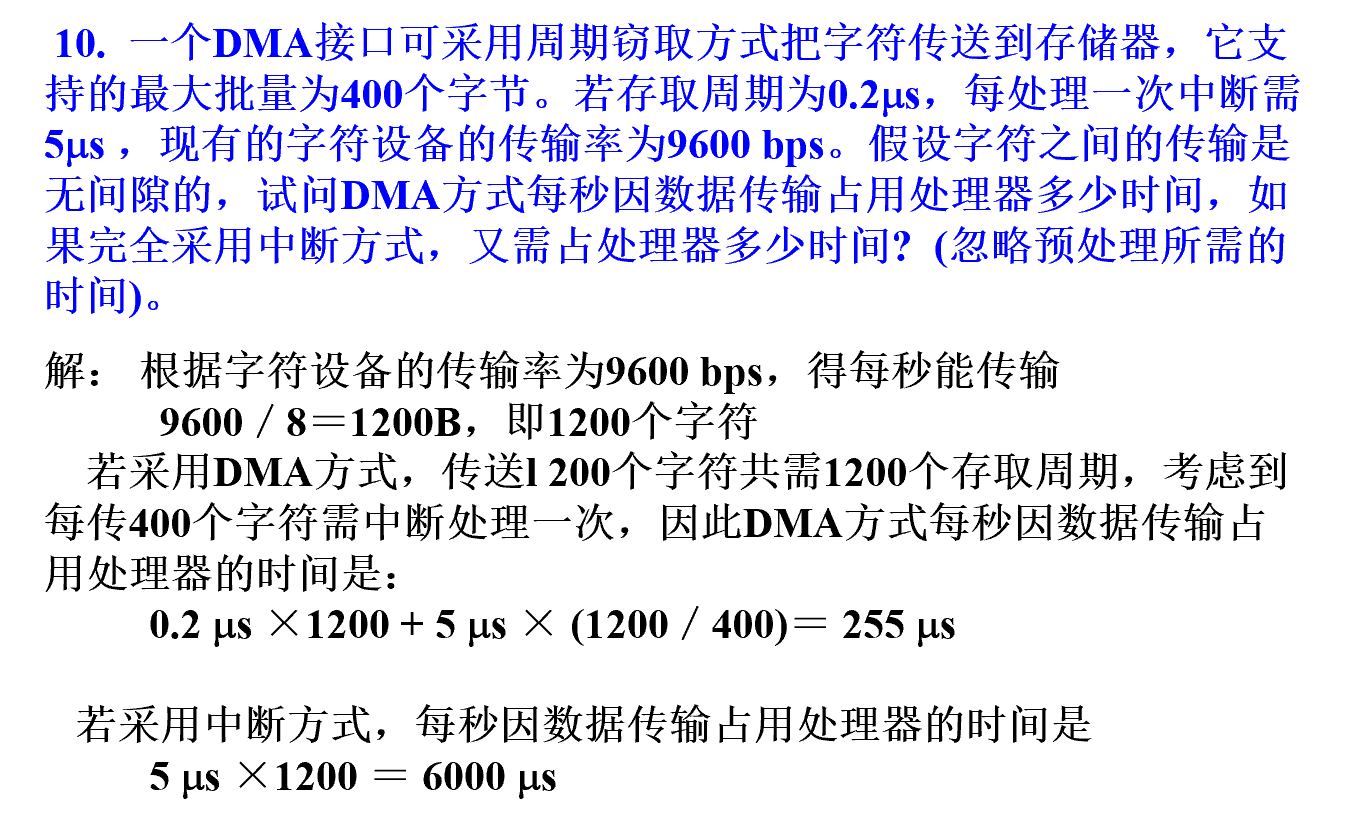 10. 一个DMA接口可采用周期窃取方式把字符传送到存储器，它支
持的最大批量为400个字节。若存取周期为0.2μs，每处理一次中断需
5μs ，现有的字符设备的传输率为9600 bps。假设字符之间的传输是
无间隙的，试问DMA方式每秒因数据传输占用处理器多少时间，如
果完全采用中断方式，又需占处理器多少时间？(忽略预处理所需的
时间)。
解： 根据字符设备的传输率为9600 bps，得每秒能传输
9600／8＝1200B，即1200个字符
若采用DMA方式，传送l 200个字符共需1200个存取周期，考虑到
每传400个字符需中断处理一次，因此DMA方式每秒因数据传输占
用处理器的时间是：
0.2 μs ×1200 + 5 μs × (1200／400)＝ 255 μs
若采用中断方式，每秒因数据传输占用处理器的时间是
5 μs ×1200 ＝ 6000 μs